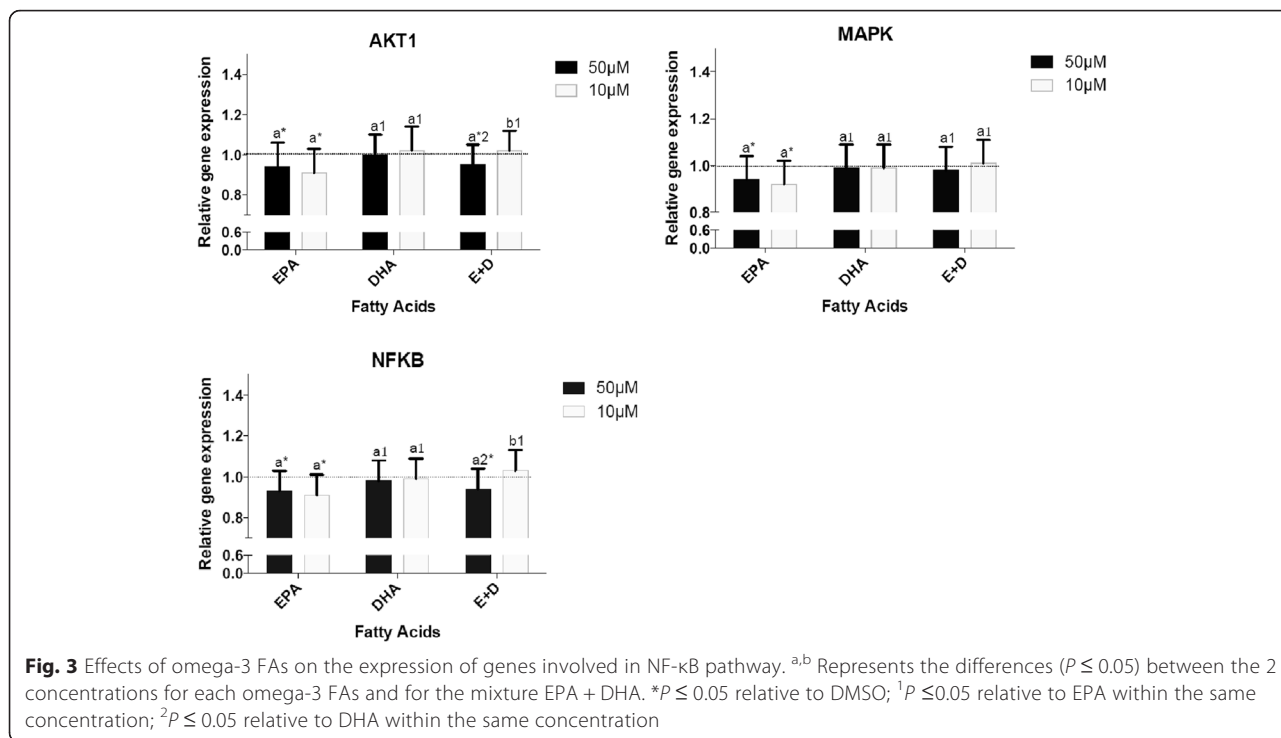 AKT1
50µM
10µM
Relative gene expression
1.4
1.2
1.0
0.8
0.6
0.0
a*
a*
a1
a1
a*2
b1
EPA
DHA
E+D
Fatty Acids
MAPK
50µM
10µM
Relative gene expression
1.4
1.2
1.0
0.8
0.6
0.0
a*
a*
a1
a1
a1
a1
EPA
DHA
E+D
Fatty Acids
NFKB
50µM
10µM
Relative gene expression
1.4
1.2
1.0
0.8
0.6
0.0
a*
a*
a1
a1
a2*
b1
EPA
DHA
E+D
Fatty Acids
Fig. 3 Effects of omega-3 FAs on the expression of genes involved in NF-κB pathway. a,b Represents the differences (P ≤ 0.05) between the 2
concentrations for each omega-3 FAs and for the mixture EPA + DHA. *P ≤ 0.05 relative to DMSO; 1P ≤0.05 relative to EPA within the same
concentration; 2P ≤ 0.05 relative to DHA within the same concentration